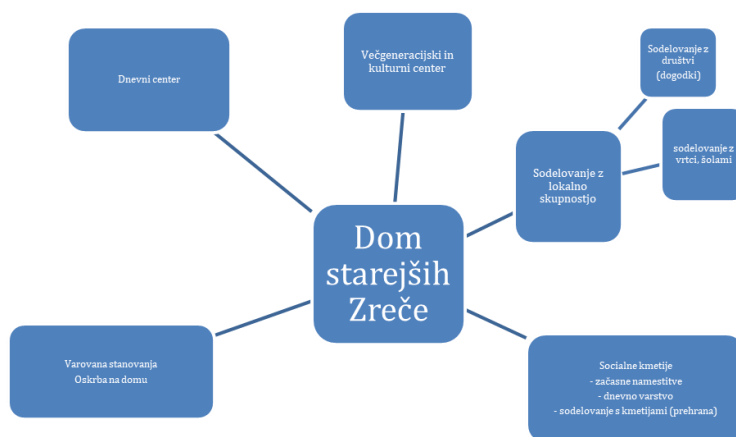 Dnevni center
Večgeneracijski in
kulturni center
Sodelovanje z
društvi
(dogodki)
sodelovanje z
vrtci, šolami
Sodelovanje z
lokalno
skupnostjo
Dom
starejših
Zreče
Varovana stanovanja
Oskrba na domu
Socialne kmetije
- začasne namestitve
- dnevno varstvo
- sodelovanje s kmetijami (prehrana)